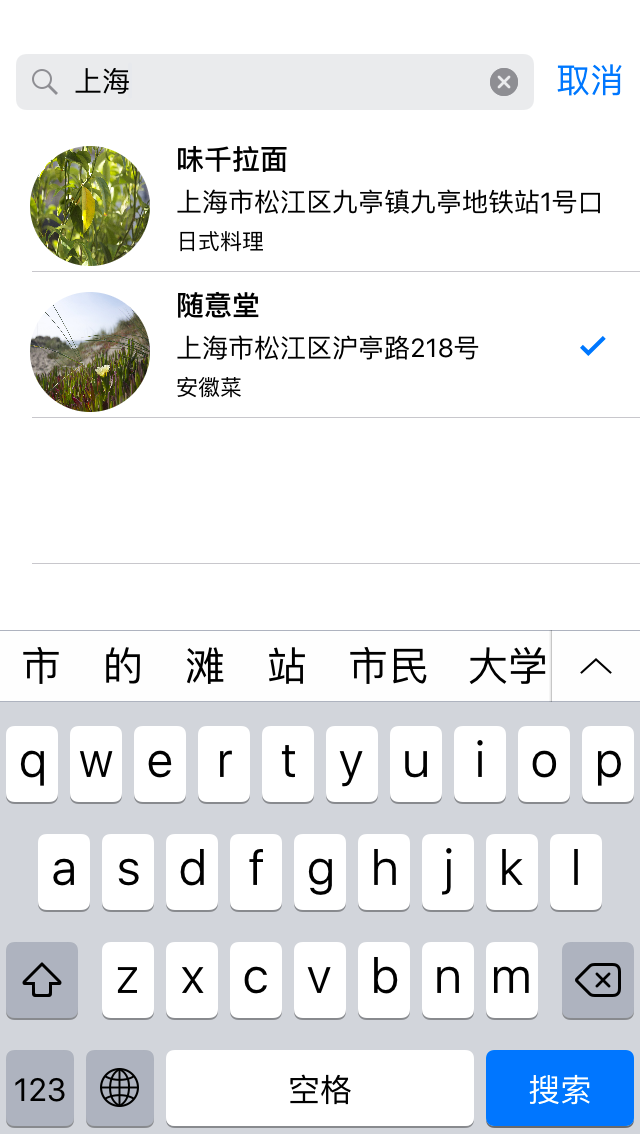 上海 取消
味千拉面
上海市松江区九亭镇九亭地铁站1号口
日式料理
随意堂
上海市松江区沪亭路218号
安徽菜
市 的 滩 站 市民 大学
q w e r t y u i o p
a s d f g h j k l
z x c v b n m
123 空格 搜索